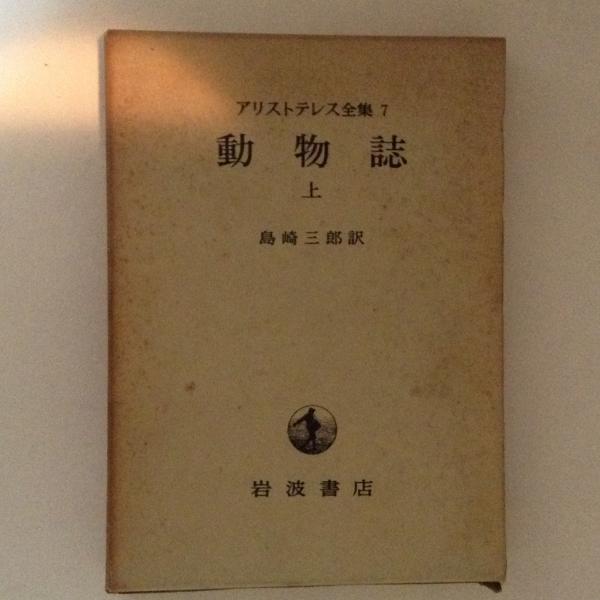 アリストテレス全集 7
動物誌
上
島崎三郎訳
岩波書店